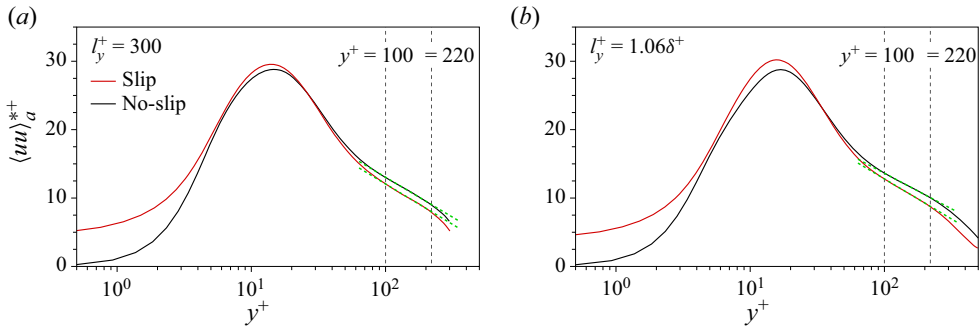 (a)
(b)
l_y^+ = 300
y^+ = 100 = 220
l_y^+ = 1.06δ^+
y^+ = 100 = 220
Slip
No-slip
⟨uu⟩_a^{*+}
30
20
10
0
30
20
10
0
10^0 10^1 10^2
10^0 10^1 10^2
y^+
y^+